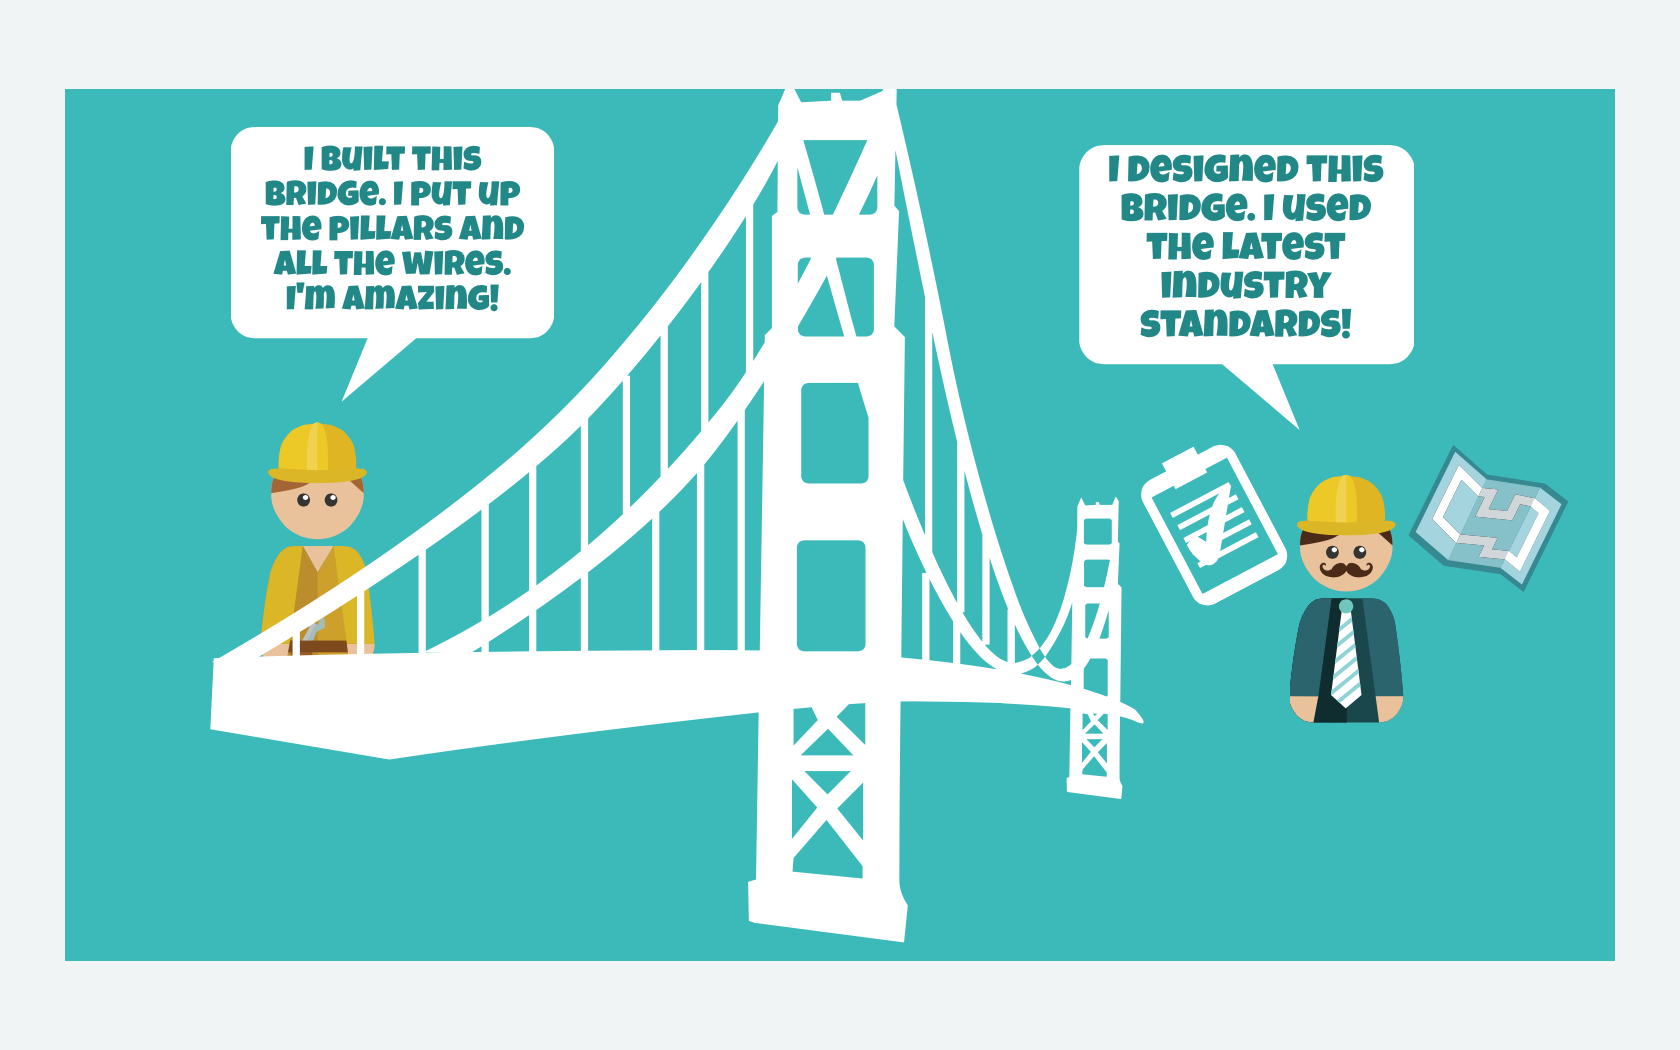 I BUILT THIS
BRIDGE. I PUT UP
THE PILLARS AND
ALL THE WIRES.
I'M AMAZING!
I DESIGNED THIS
BRIDGE. I USED
THE LATEST
INDUSTRY
STANDARDS!